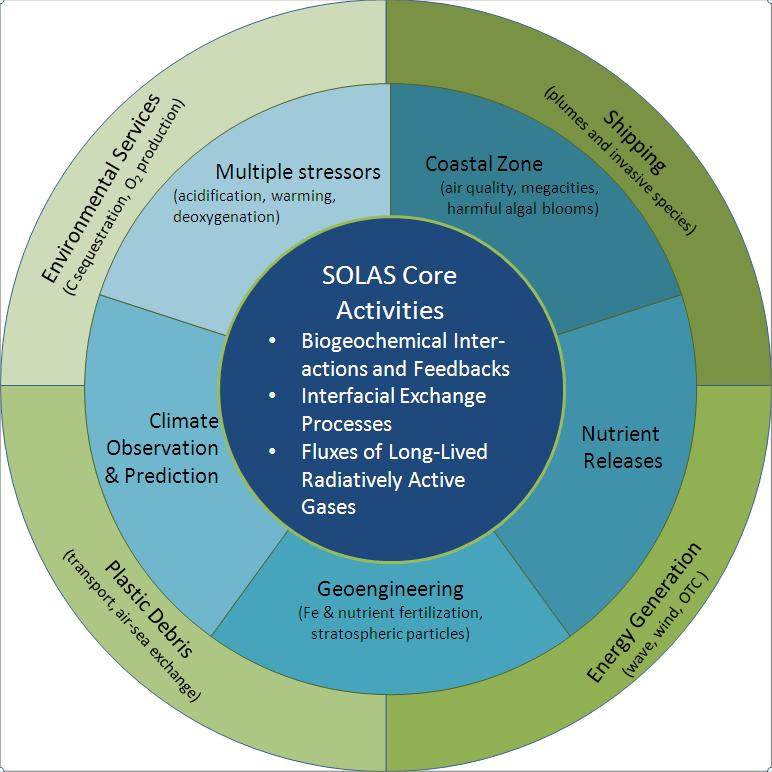 Environmental Services
(C sequestration, O₂ production)
Shipping
(plumes and invasive species)
Multiple stressors
(acidification, warming,
deoxygenation)
Coastal Zone
(air quality, megacities,
harmful algal blooms)
SOLAS Core
Activities
• Biogeochemical Inter-
actions and Feedbacks
• Interfacial Exchange
Processes
• Fluxes of Long-Lived
Radiatively Active
Gases
Climate
Observation
& Prediction
Nutrient
Releases
Geoengineering
(Fe & nutrient fertilization,
stratospheric particles)
Plastic Debris
(transport, air-sea exchange)
Energy Generation
(wave, wind, OTC )